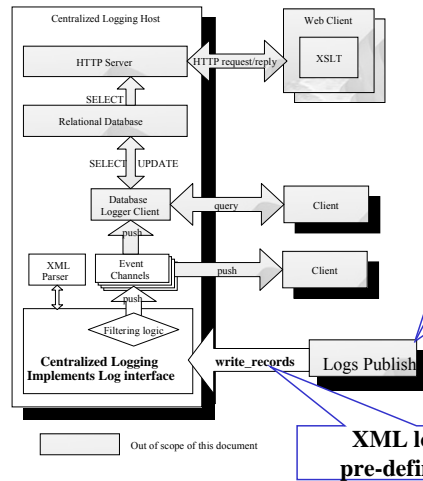 Centralized Logging Host
Web Client
XSLT
HTTP Server
HTTP request/reply
SELECT
Relational Database
SELECT UPDATE
Database
Logger Client
query
Client
push
XML
Parser
Event
Channels
push
Client
push
Filtering logic
Centralized Logging
Implements Log interface
write_records
Logs Publish
Out of scope of this document
XML
pre-defin